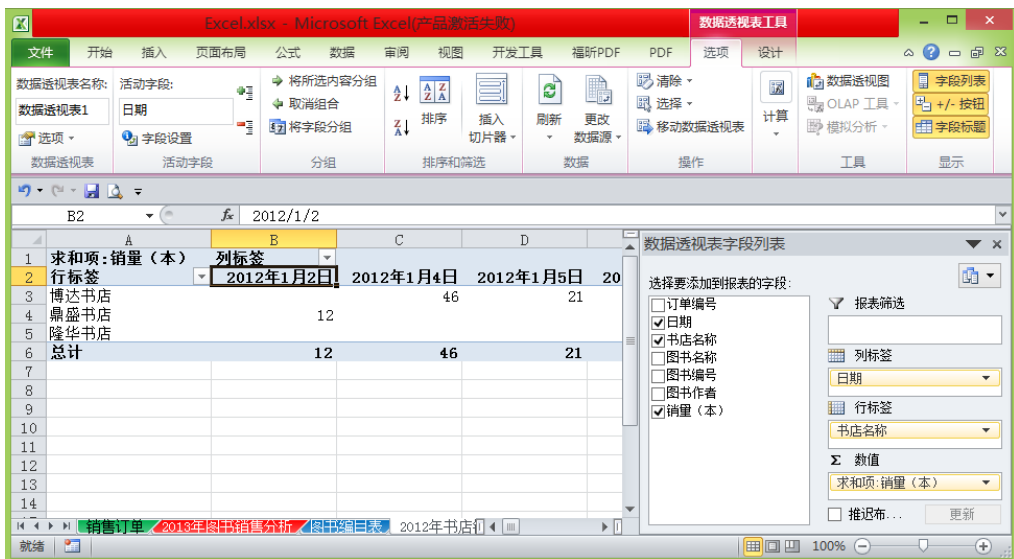 Excel.xlsx - Microsoft Excel(产品激活失败) 数据透视表工具
文件 开始 插入 页面布局 公式 数据 审阅 视图 开发工具 福昕PDF PDF 选项 设计
数据透视表名称: 活动字段: 将所选内容分组 清除 数据透视图 字段列表
数据透视表1 日期 取消组合 排序 插入 刷新 更改 选择 计算 OLAP 工具 +/- 按钮
选项 字段设置 将字段分组 切片器 数据源 移动数据透视表 模拟分析 字段标题
数据透视表 活动字段 分组 排序和筛选 数据 操作 工具 显示
B2 fx 2012/1/2
A B C D
1 求和项:销量(本) 列标签
2 行标签 2012年1月2日 2012年1月4日 2012年1月5日 20
3 博达书店 46 21
4 鼎盛书店 12
5 隆华书店
6 总计 12 46 21
7
8
9
10
11
12
13
14
数据透视表字段列表
选择要添加到报表的字段:
订单编号
日期
书店名称
图书名称
图书编号
图书作者
销量(本)
报表筛选
列标签
日期
行标签
书店名称
Σ 数值
求和项:销量(本)
推迟布... 更新
销售订单 2013年图书销售分析 图书编目表 2012年书店
就绪 100%